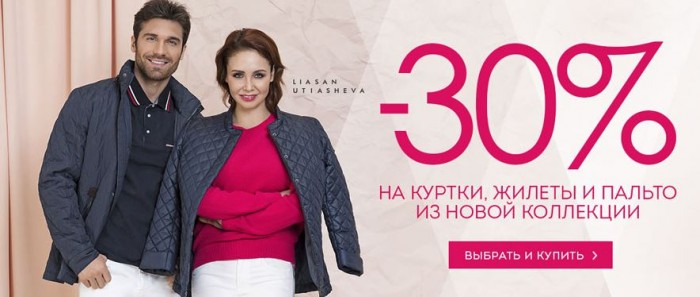 LIASAN
UTIASHEVA
-30%
НА КУРТКИ, ЖИЛЕТЫ И ПАЛЬТО
ИЗ НОВОЙ КОЛЛЕКЦИИ
ВЫБРАТЬ И КУПИТЬ >